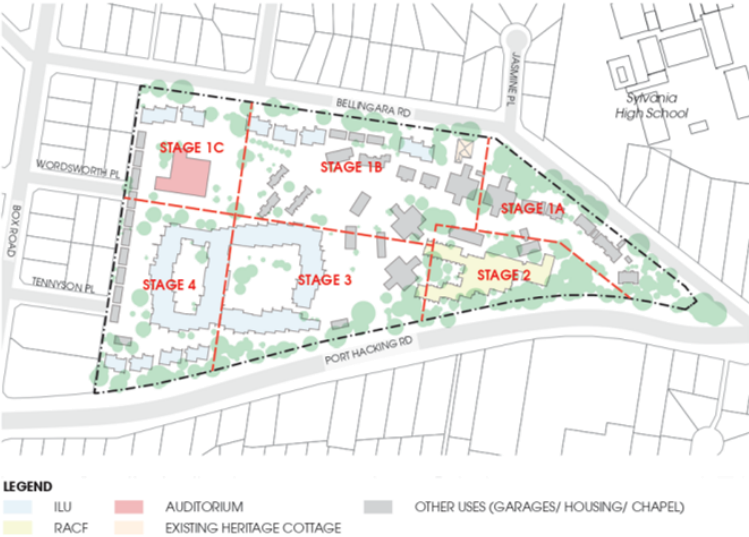 JASMINE PL
BELLINGARA RD
Sylvania
High School
STAGE 1C
STAGE 1B
WORDSWORTH PL
STAGE 1A
BOX ROAD
STAGE 4
STAGE 3
STAGE 2
TENNYSON PL
PORT HACKING RD
LEGEND
ILU
AUDITORIUM
OTHER USES (GARAGES/ HOUSING/ CHAPEL)
RACF
EXISTING HERITAGE COTTAGE